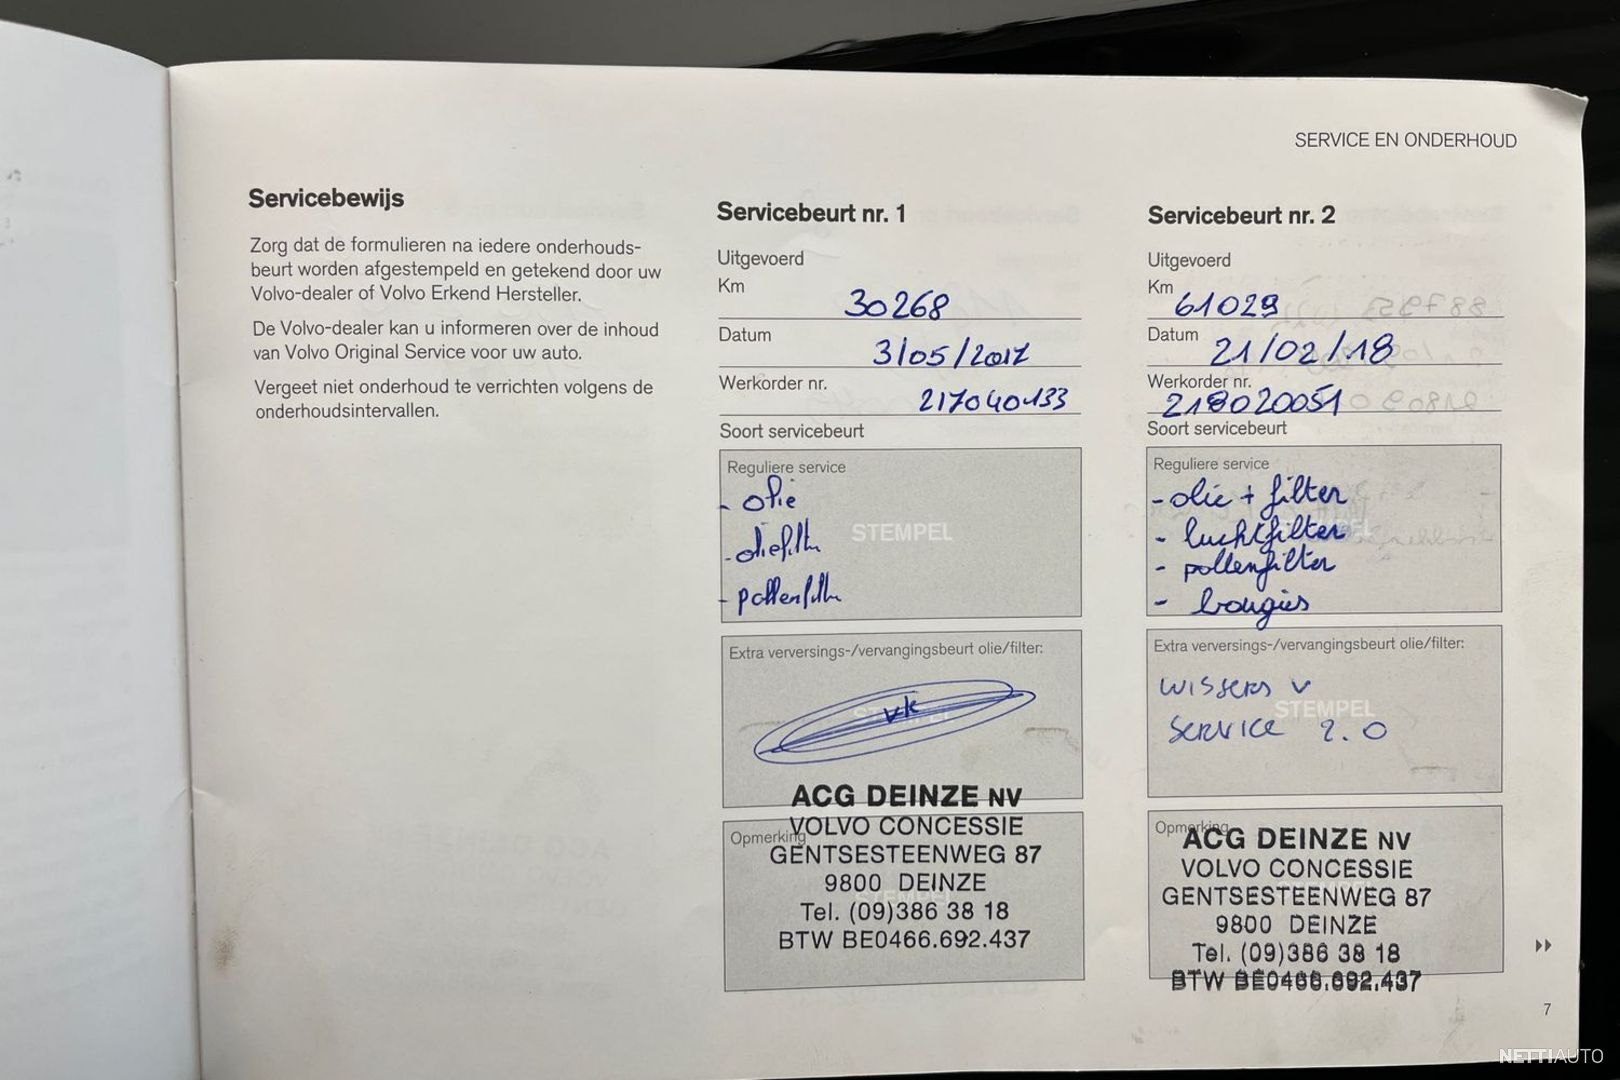 SERVICE EN ONDERHOUD
Servicebewijs
Zorg dat de formulieren na iedere onderhouds-
beurt worden afgestempeld en getekend door uw
Volvo-dealer of Volvo Erkend Hersteller.
De Volvo-dealer kan u informeren over de inhoud
van Volvo Original Service voor uw auto.
Vergeet niet onderhoud te verrichten volgens de
onderhoudsintervallen.
Servicebeurt nr. 1
Uitgevoerd
Km
30268
Datum
3/05/2017
Werkorder nr.
217040133
Soort servicebeurt
Reguliere service
- olie
STEMPEL
- oliefilter
- pollenfilter
Extra verversings-/vervangingsbeurt olie/filter:
vk
ACG DEINZE NV
Opmerking
VOLVO CONCESSIE
GENTSESTEENWEG 87
9800 DEINZE
STEMPEL
Tel. (09)386 38 18
BTW BE0466.692.437
Servicebeurt nr. 2
Uitgevoerd
Km
61029
Datum
21/02/18
Werkorder nr.
218020051
Soort servicebeurt
Reguliere service
- olie + filter
- luchtfilter
- pollenfilter
- bougies
Extra verversings-/vervangingsbeurt olie/filter:
wissers v
STEMPEL
service 2.0
Opmerking
ACG DEINZE NV
VOLVO CONCESSIE
GENTSESTEENWEG 87
9800 DEINZE
Tel. (09)386 38 18
BTW BE0466.692.437
7
NETTIAUTO